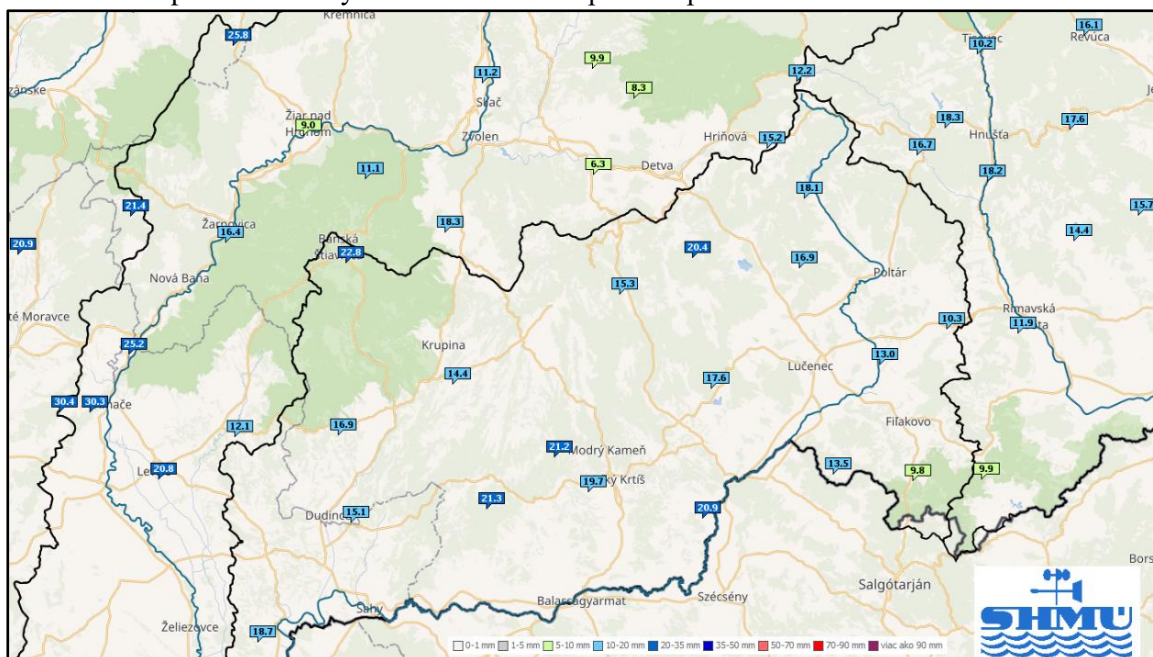 Kremnica
25.8
16.1
Revúca
10.2
9.9
12.2
11.2
8.3
Žiar nad
9.0
Zvolen
Hriňová
15.2
18.3
17.6
Hnúšťa
16.7
11.1
6.3
Detva
18.2
18.1
21.4
15.7
Žarnovica
16.4
18.3
14.4
20.9
Banská
22.8
20.4
16.9
Nová Baňa
15.3
Poltár
té Moravce
10.3
Rimavská
11.9
25.2
Krupina
13.0
Lučenec
14.4
17.6
30.4
30.3
Fiľakovo
12.1
16.9
21.2
Modrý Kameň
13.5
9.8
9.9
20.8
19.7
ký Krtíš
21.3
20.9
15.1
Bors
Salgótarján
Balassagyarmat
Szécsény
Šahy
Želiezovce
18.7
SHMU
0-1 mm 1-5 mm 5-10 mm 10-20 mm 20-35 mm 35-50 mm 50-70 mm 70-90 mm viac ako 90 mm